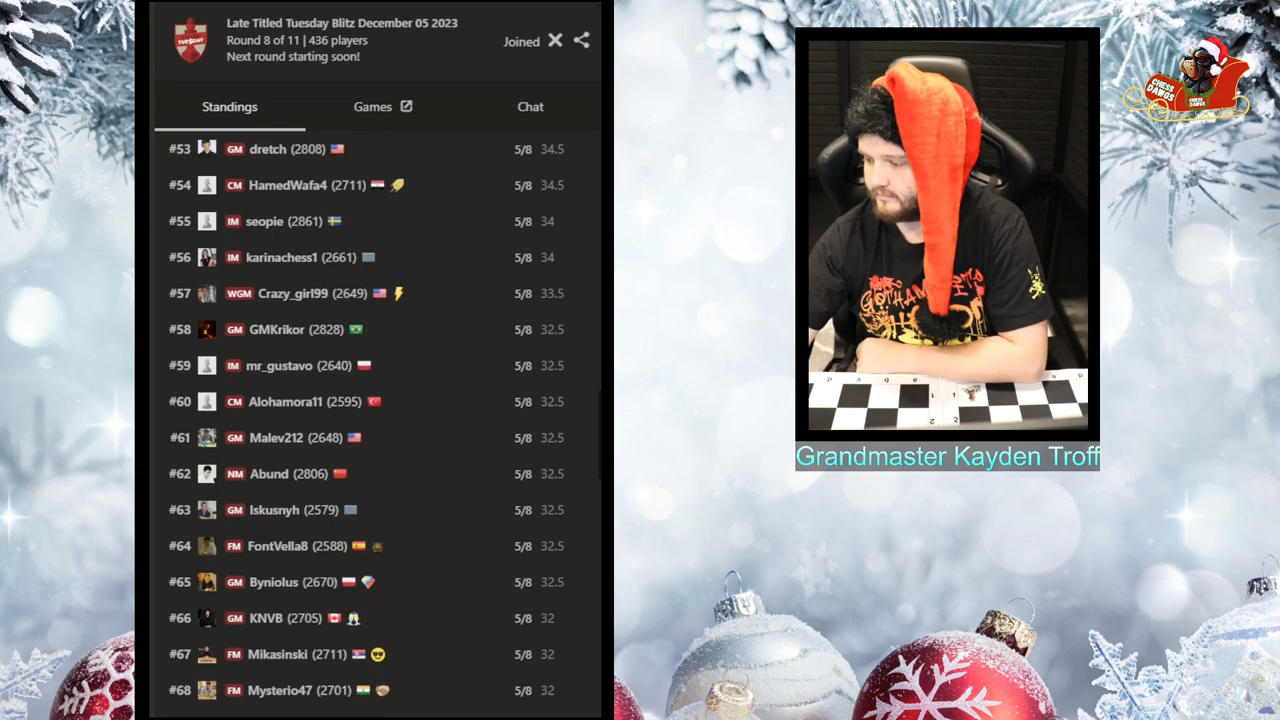 Late Titled Tuesday Blitz December 05 2023
Round 8 of 11 | 436 players
Next round starting soon!
Joined
TUESDAY
Standings Games Chat
#53 GM dretch (2808) 5/8 34.5
#54 CM HamedWafa4 (2711) 5/8 34.5
#55 IM seopie (2861) 5/8 34
#56 IM karinachess1 (2661) 5/8 34
#57 WGM Crazy_girl99 (2649) 5/8 33.5
#58 GM GMKrikor (2828) 5/8 32.5
#59 IM mr_gustavo (2640) 5/8 32.5
#60 CM Alohamora11 (2595) 5/8 32.5
#61 GM Malev212 (2648) 5/8 32.5
#62 NM Abund (2806) 5/8 32.5
#63 GM Iskusnyh (2579) 5/8 32.5
#64 FM FontVella8 (2588) 5/8 32.5
#65 GM Byniolus (2670) 5/8 32.5
#66 GM KNVB (2705) 5/8 32
#67 FM Mikasinski (2711) 5/8 32
#68 FM Mysterio47 (2701) 5/8 32
CHESS
DAWGS
CHESS
DAWGS
Grandmaster Kayden Troff